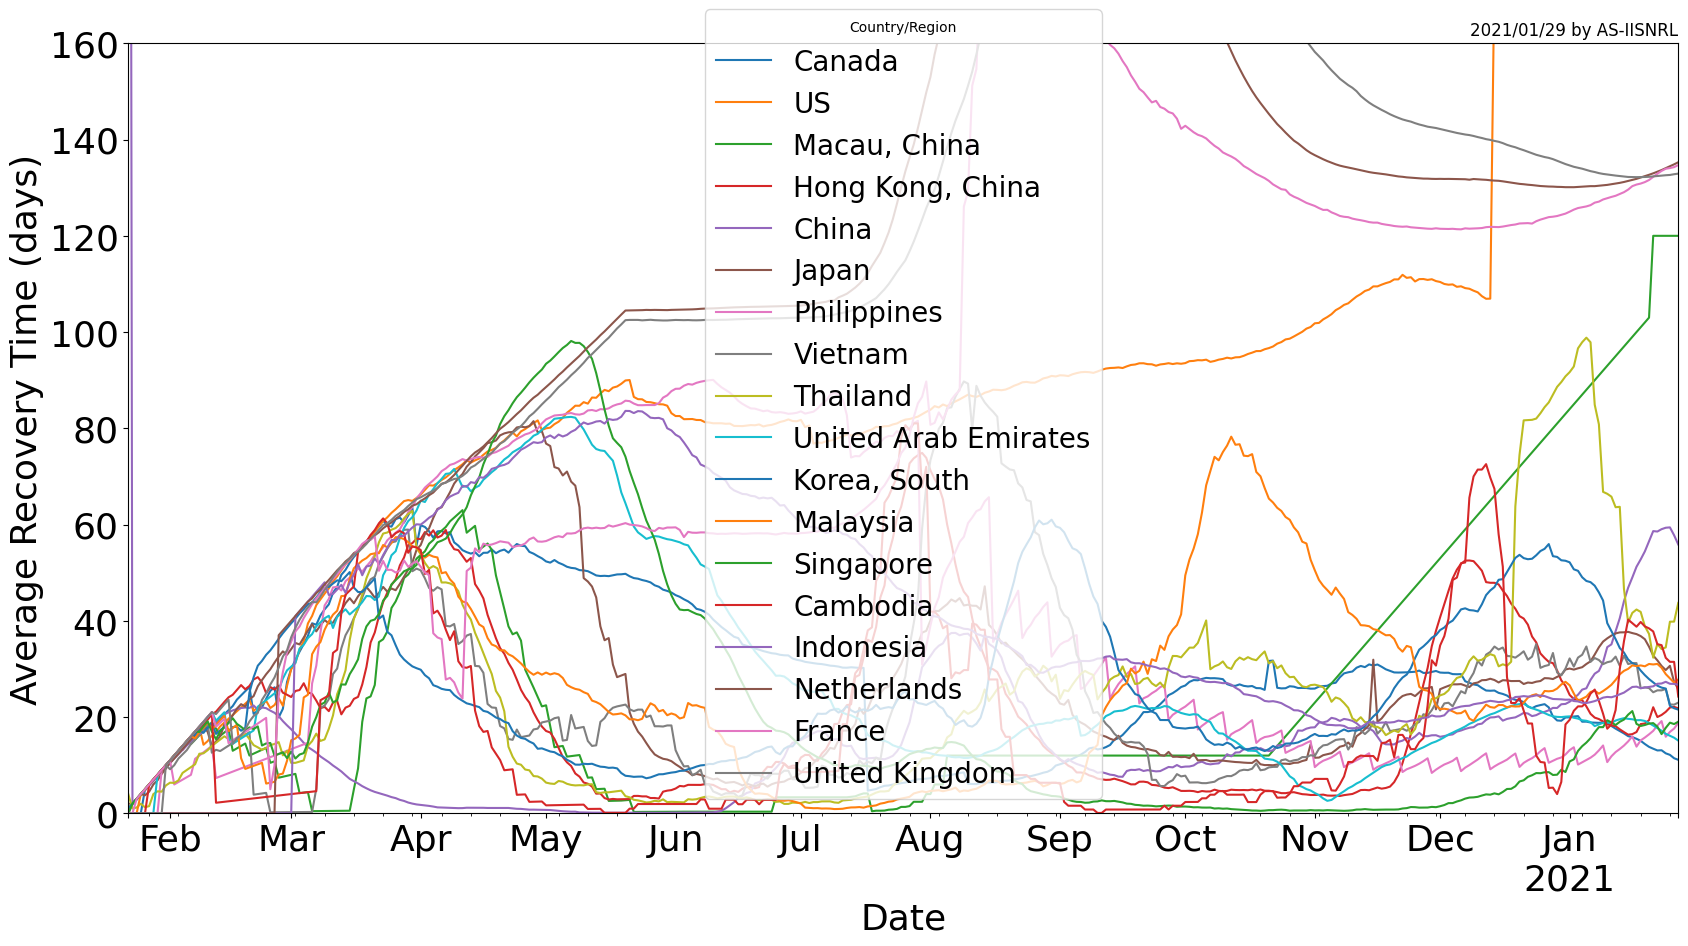 Country/Region
2021/01/29 by AS-IISNRL
Canada
US
Macau, China
Hong Kong, China
China
Japan
Philippines
Vietnam
Thailand
United Arab Emirates
Korea, South
Malaysia
Singapore
Cambodia
Indonesia
Netherlands
France
United Kingdom
Average Recovery Time (days)
160
140
120
100
80
60
40
20
0
Feb Mar Apr May Jun Jul Aug Sep Oct Nov Dec Jan
2021
Date